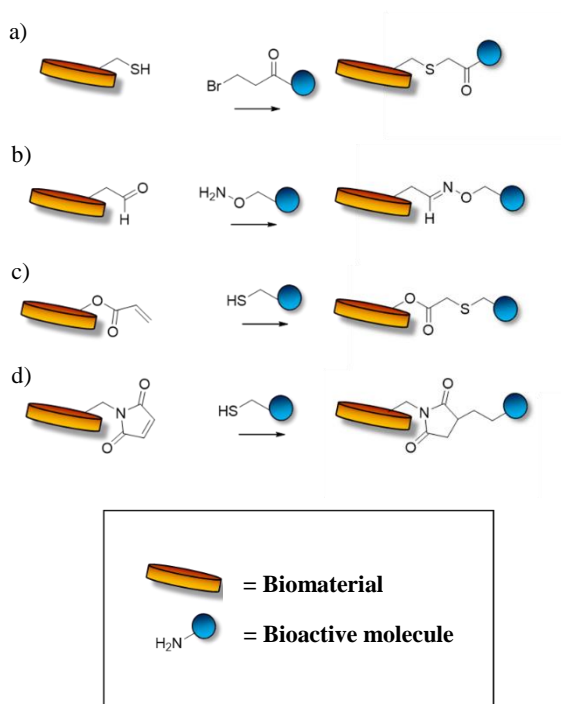 a)
SH
Br
O
S
O
b)
O
H
H₂N
O
N
O
H
c)
O
O
HS
O
O
S
d)
O
N
O
HS
O
N
O
= Biomaterial
H₂N
= Bioactive molecule